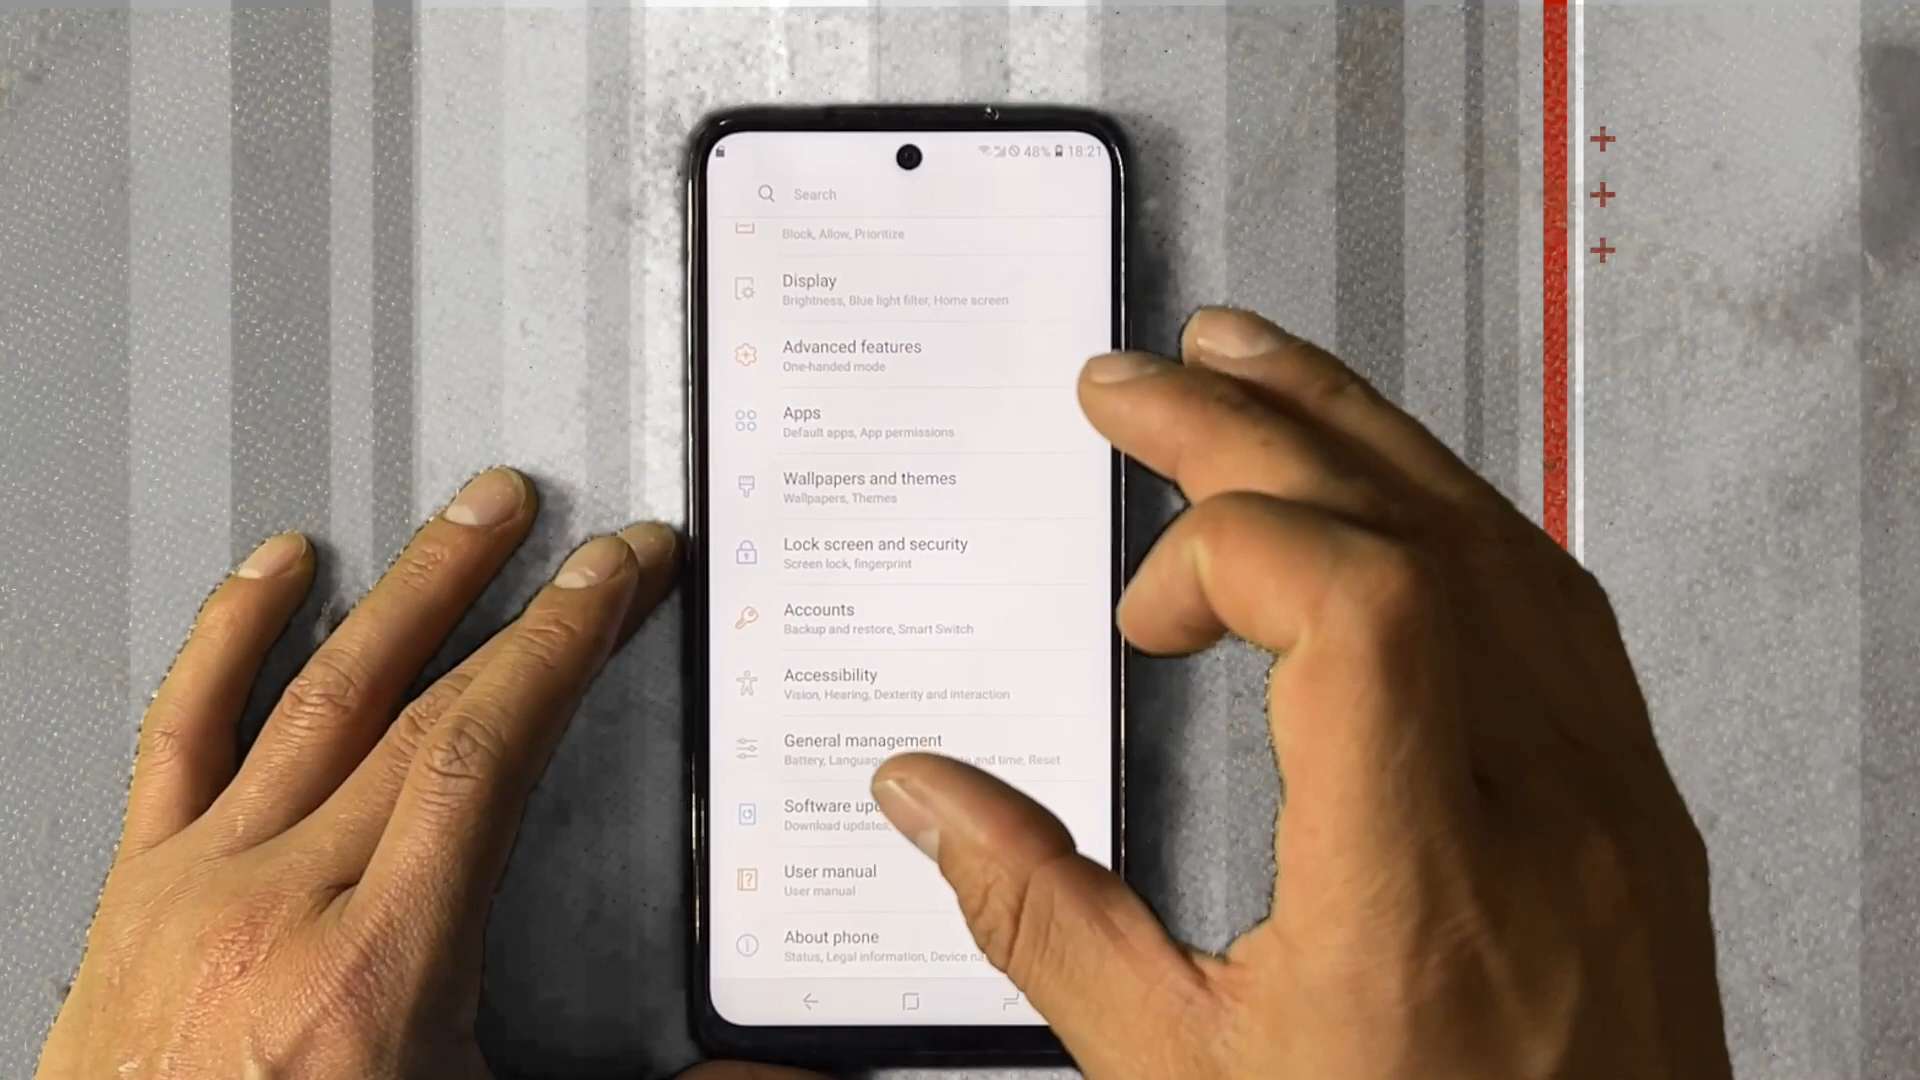 48% 18:21
Search
Block, Allow, Prioritize
Display
Brightness, Blue light filter, Home screen
Advanced features
One-handed mode
Apps
Default apps, App permissions
Wallpapers and themes
Wallpapers, Themes
Lock screen and security
Screen lock, fingerprint
Accounts
Backup and restore, Smart Switch
Accessibility
Vision, Hearing, Dexterity and interaction
General management
Battery, Language and time, Reset
Software
Download updates,
User manual
User manual
About phone
Status, Legal information, Device